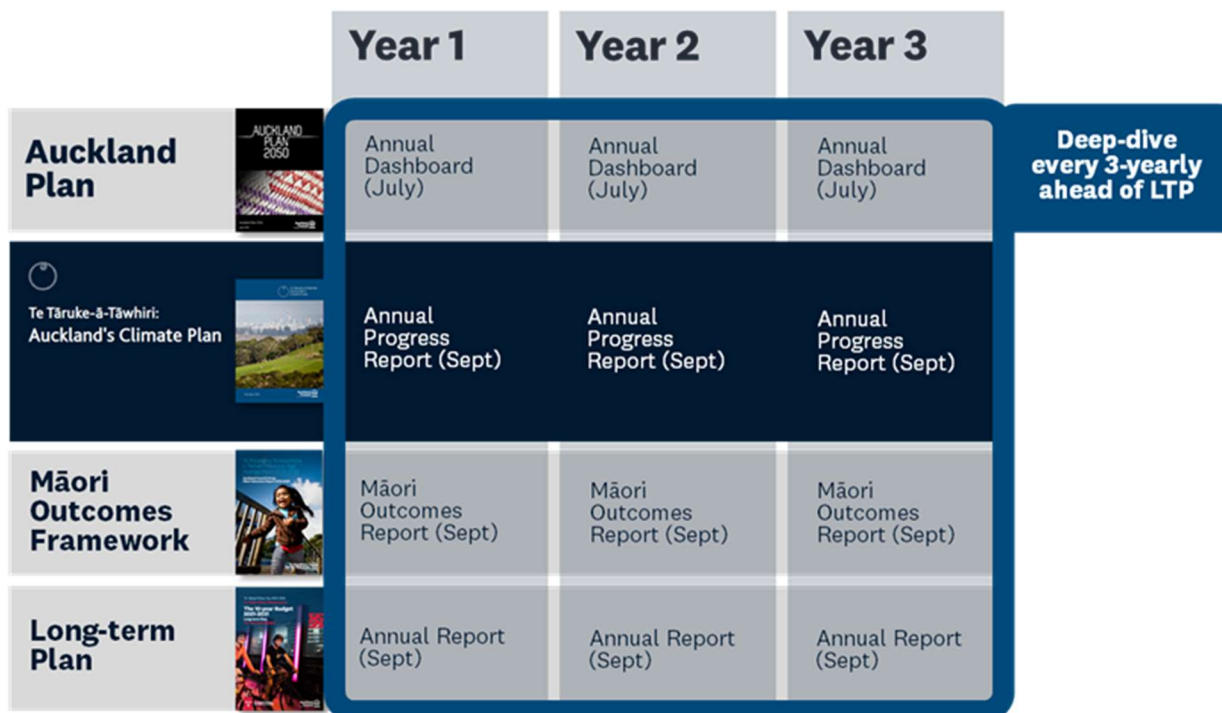 Year 1
Year 2
Year 3
Auckland
Plan
AUCKLAND
PLAN
2050
Annual
Dashboard
(July)
Annual
Dashboard
(July)
Annual
Dashboard
(July)
Deep-dive
every 3-yearly
ahead of LTP
Te Tāruke-ā-Tāwhiri:
Auckland's Climate Plan
Annual
Progress
Report (Sept)
Annual
Progress
Report (Sept)
Annual
Progress
Report (Sept)
Māori
Outcomes
Framework
Māori
Outcomes
Report (Sept)
Māori
Outcomes
Report (Sept)
Māori
Outcomes
Report (Sept)
Long-term
Plan
The 10-year Budget
2021-2031
Annual Report
(Sept)
Annual Report
(Sept)
Annual Report
(Sept)